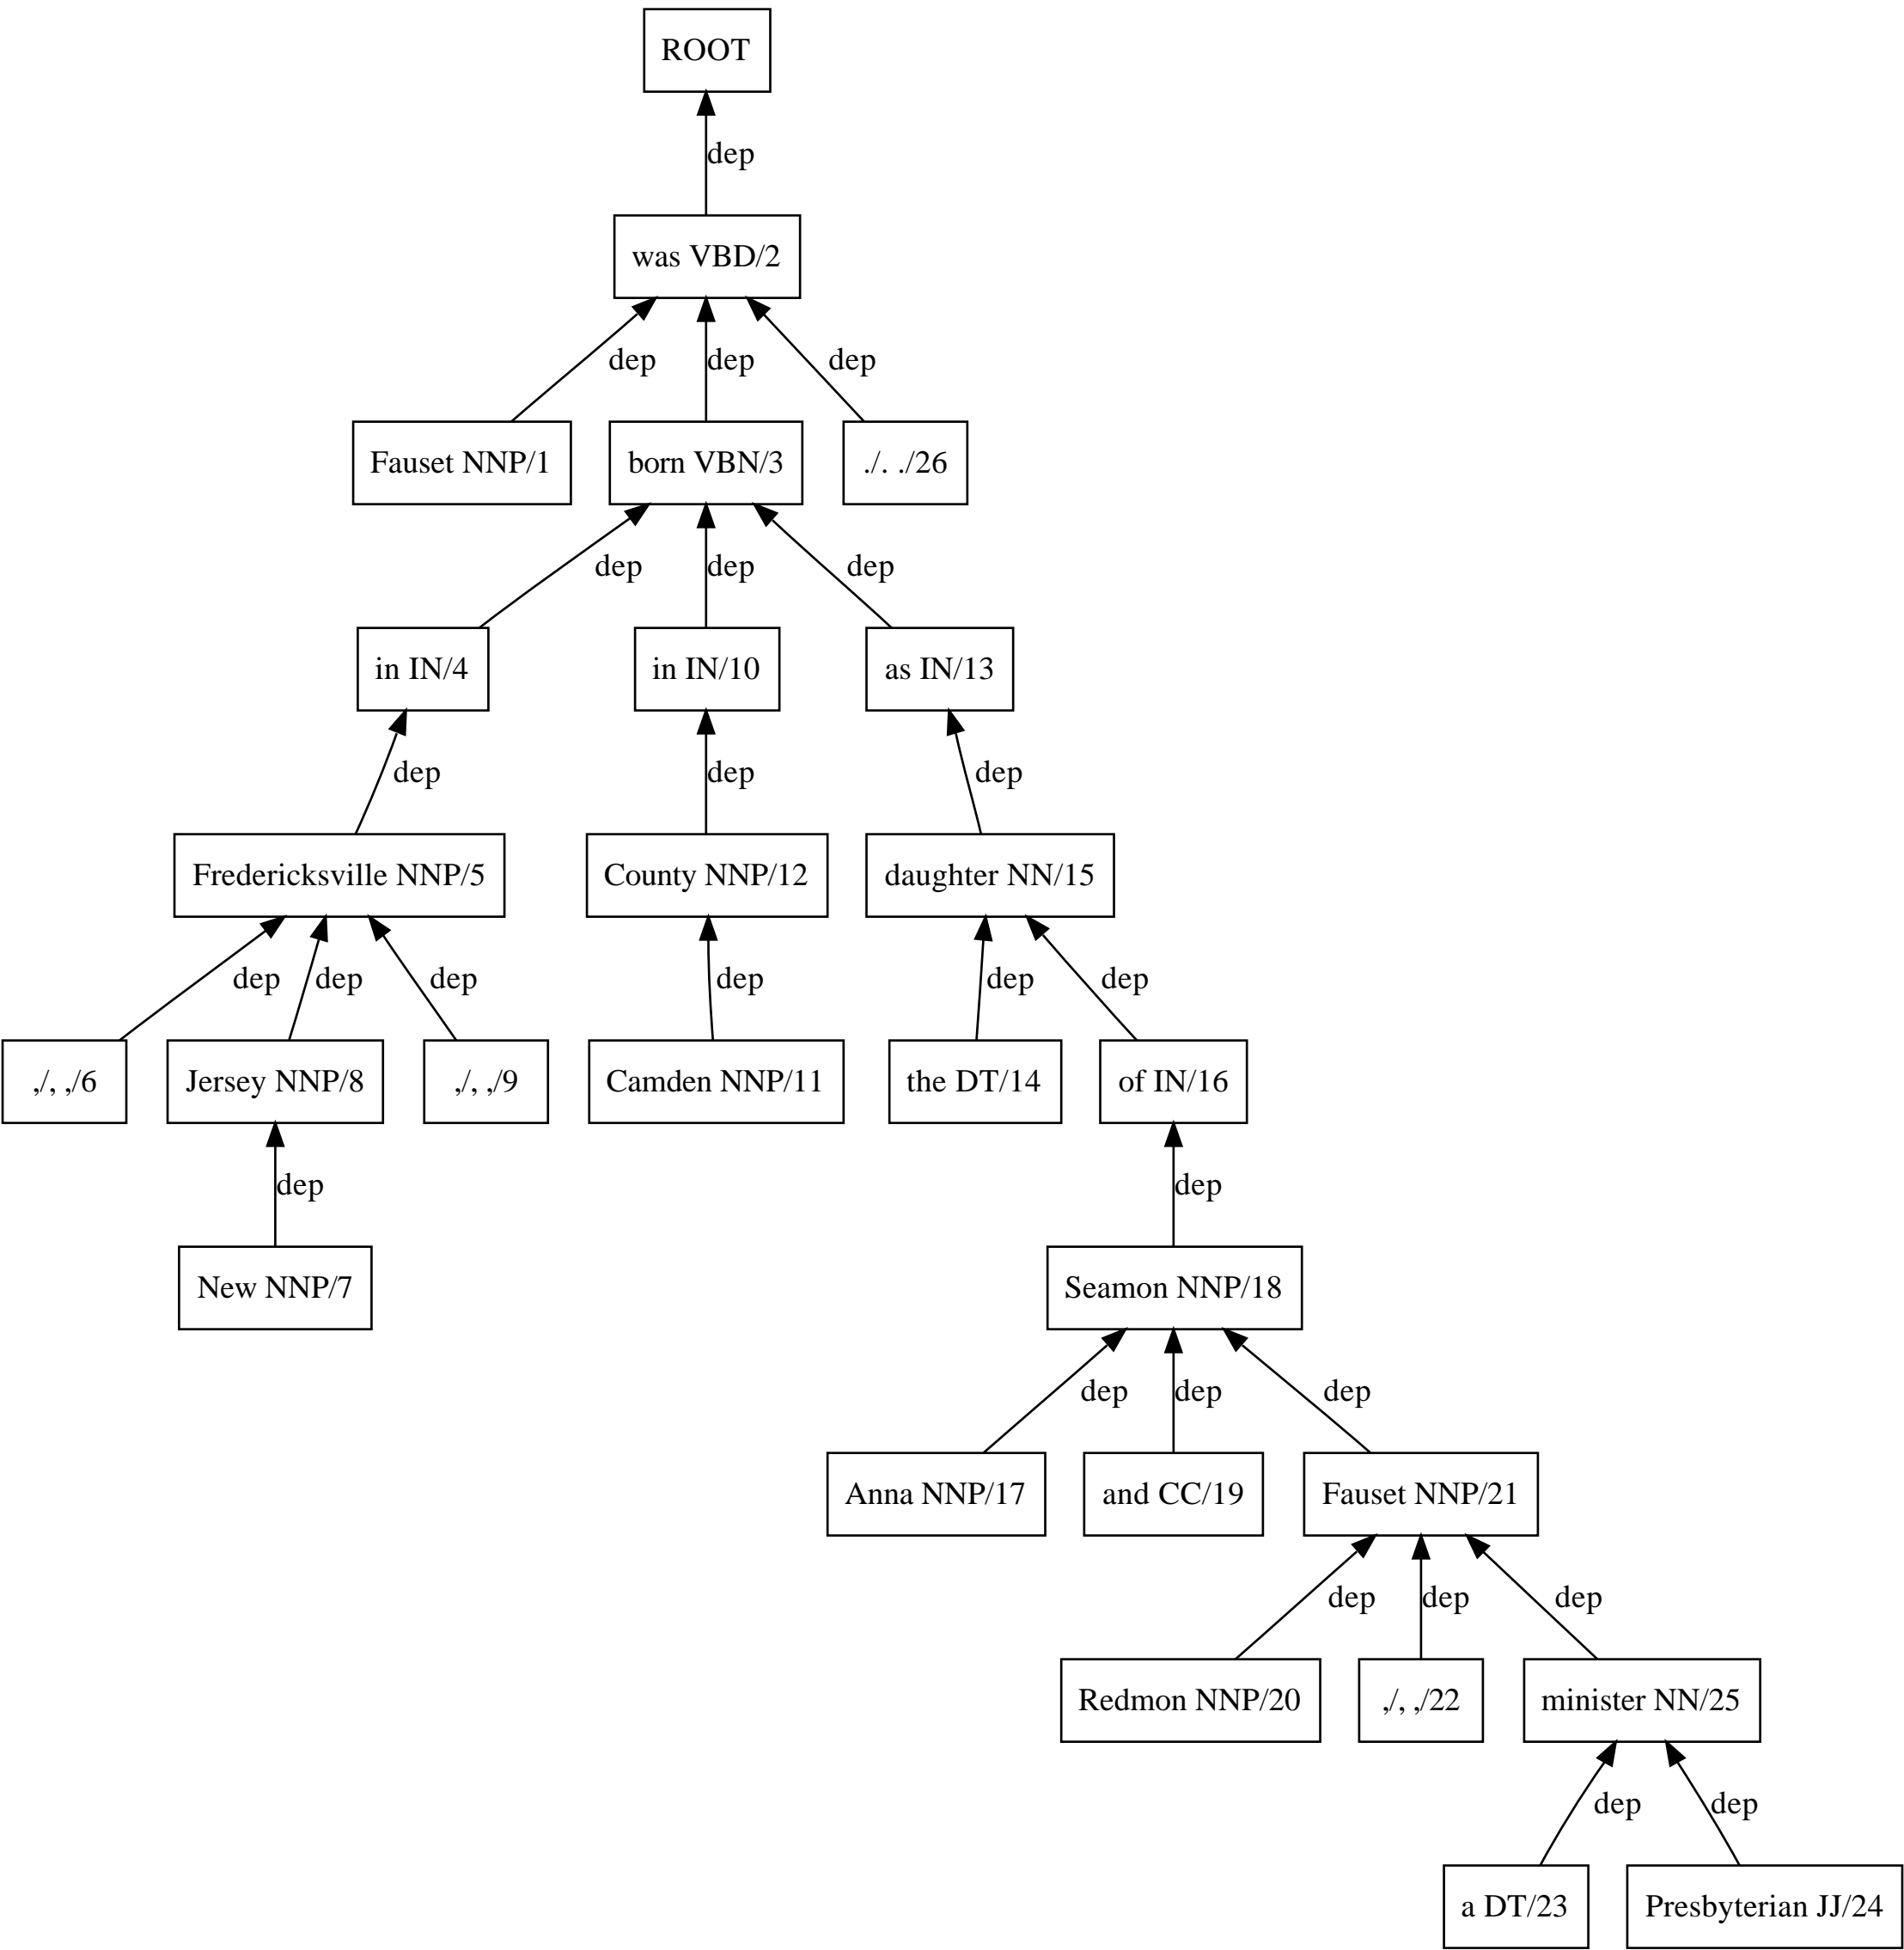 ROOT
dep
was VBD/2
dep dep dep
Fauset NNP/1 born VBN/3 ./. ./26
dep dep dep
in IN/4 in IN/10 as IN/13
dep dep dep
Fredericksville NNP/5 County NNP/12 daughter NN/15
dep dep dep dep dep dep
,/, ,/6 Jersey NNP/8 ,/, ,/9 Camden NNP/11 the DT/14 of IN/16
dep dep
New NNP/7 Seamon NNP/18
dep dep dep
Anna NNP/17 and CC/19 Fauset NNP/21
dep dep dep
Redmon NNP/20 ,/, ,/22 minister NN/25
dep dep
a DT/23 Presbyterian JJ/24